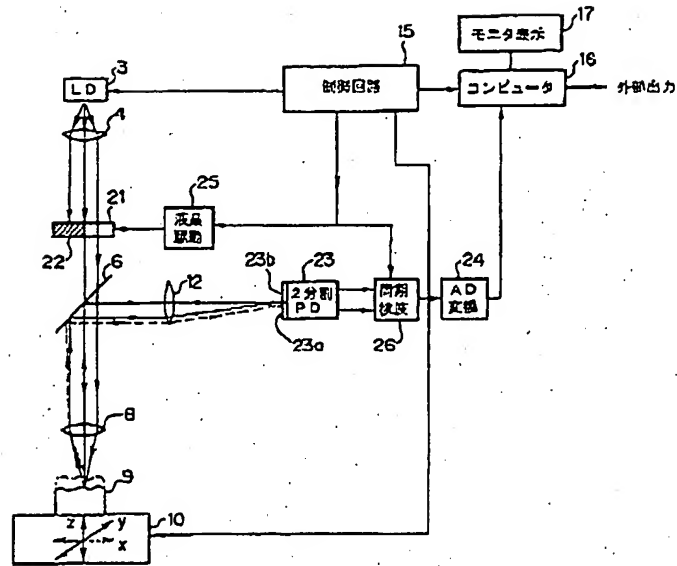 17
モニタ表示
15
3
LD
制御回路
16
コンピュータ
外部出力
4
25
21
液晶
駆動
22
6
12
23b
23
2分割
PD
23a
同期
検波
26
24
AD
変換
8
9
10
z
y
x